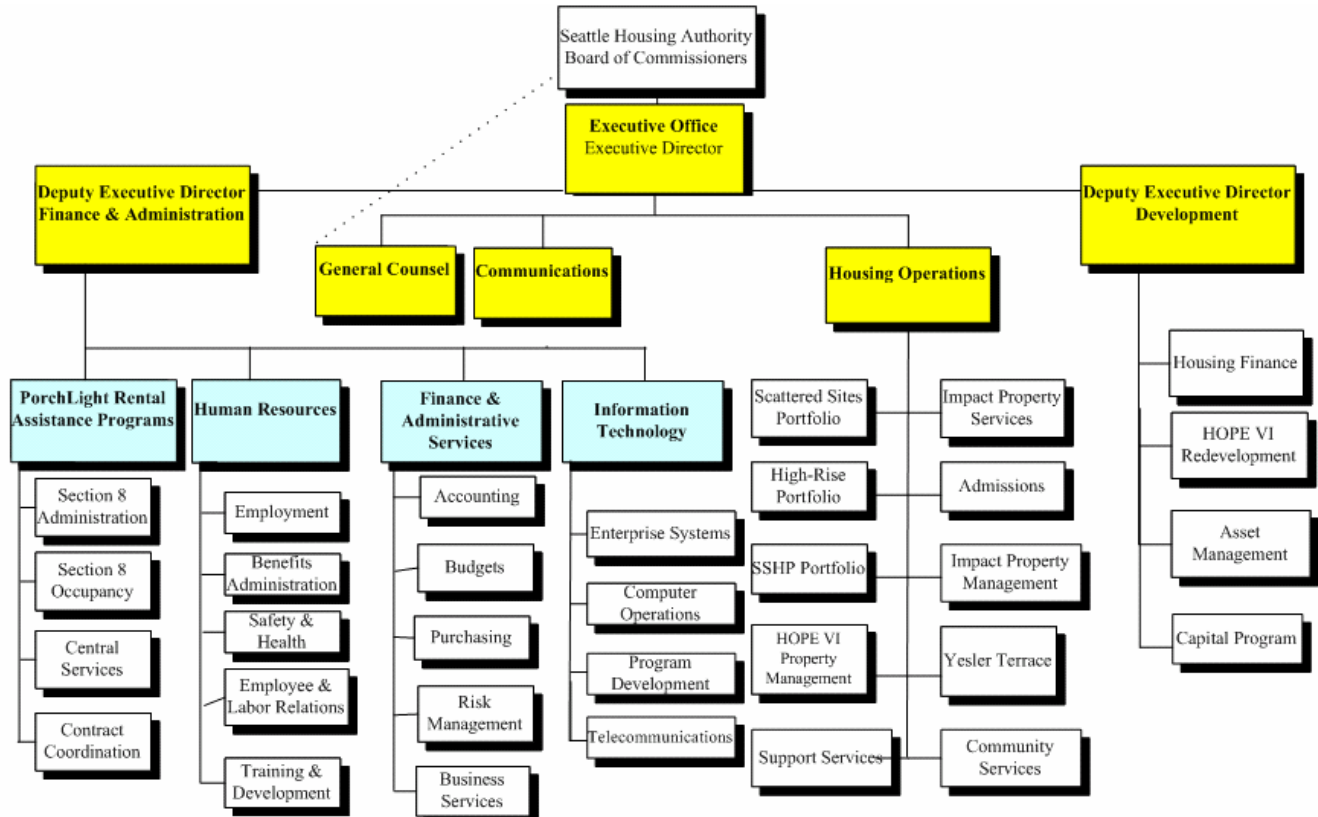 Seattle Housing Authority
Board of Commissioners
Executive Office
Executive Director
Deputy Executive Director
Finance & Administration
Deputy Executive Director
Development
General Counsel
Communications
Housing Operations
PorchLight Rental
Assistance Programs
Section 8
Administration
Section 8
Occupancy
Central
Services
Contract
Coordination
Human Resources
Employment
Benefits
Administration
Safety &
Health
Employee &
Labor Relations
Training &
Development
Finance &
Administrative
Services
Accounting
Budgets
Purchasing
Risk
Management
Business
Services
Information
Technology
Enterprise Systems
Computer
Operations
Program
Development
Telecommunications
Scattered Sites
Portfolio
High-Rise
Portfolio
SSHP Portfolio
HOPE VI
Property
Management
Support Services
Impact Property
Services
Admissions
Impact Property
Management
Yesler Terrace
Community
Services
Housing Finance
HOPE VI
Redevelopment
Asset
Management
Capital Program